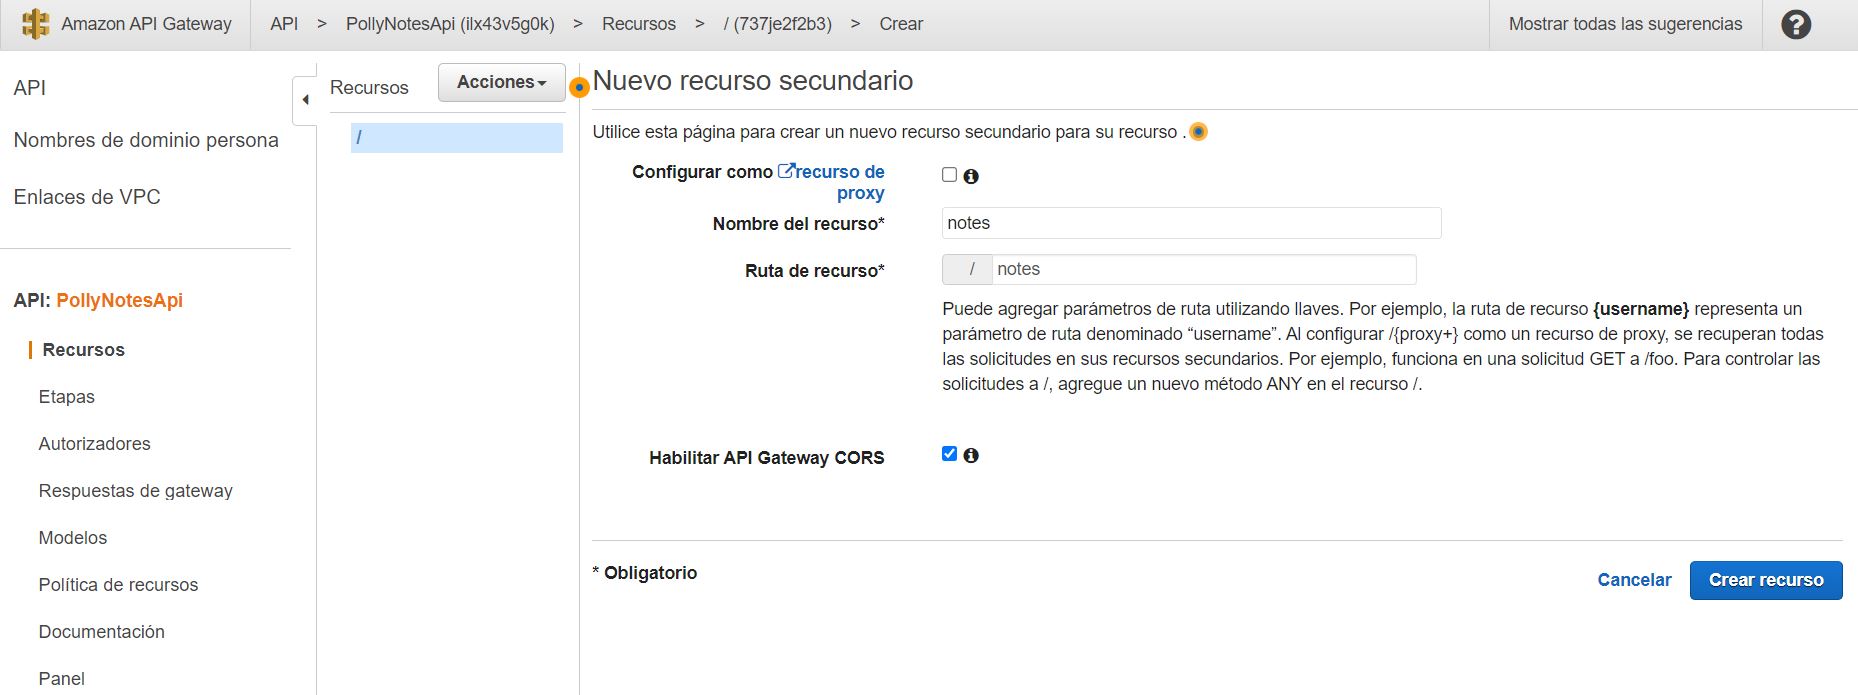 Amazon API Gateway
API > PollyNotesApi (ilx43v5g0k) > Recursos > / (737je2f2b3) > Crear
Mostrar todas las sugerencias
?
API
Nombres de dominio persona
Enlaces de VPC
API: PollyNotesApi
Recursos
Etapas
Autorizadores
Respuestas de gateway
Modelos
Política de recursos
Documentación
Panel
Recursos
Acciones
/
Nuevo recurso secundario
Utilice esta página para crear un nuevo recurso secundario para su recurso .
Configurar como recurso de
proxy
Nombre del recurso*
notes
Ruta de recurso*
/ notes
Puede agregar parámetros de ruta utilizando llaves. Por ejemplo, la ruta de recurso {username} representa un
parámetro de ruta denominado “username”. Al configurar /{proxy+} como un recurso de proxy, se recuperan todas
las solicitudes en sus recursos secundarios. Por ejemplo, funciona en una solicitud GET a /foo. Para controlar las
solicitudes a /, agregue un nuevo método ANY en el recurso /.
Habilitar API Gateway CORS
* Obligatorio
Cancelar
Crear recurso